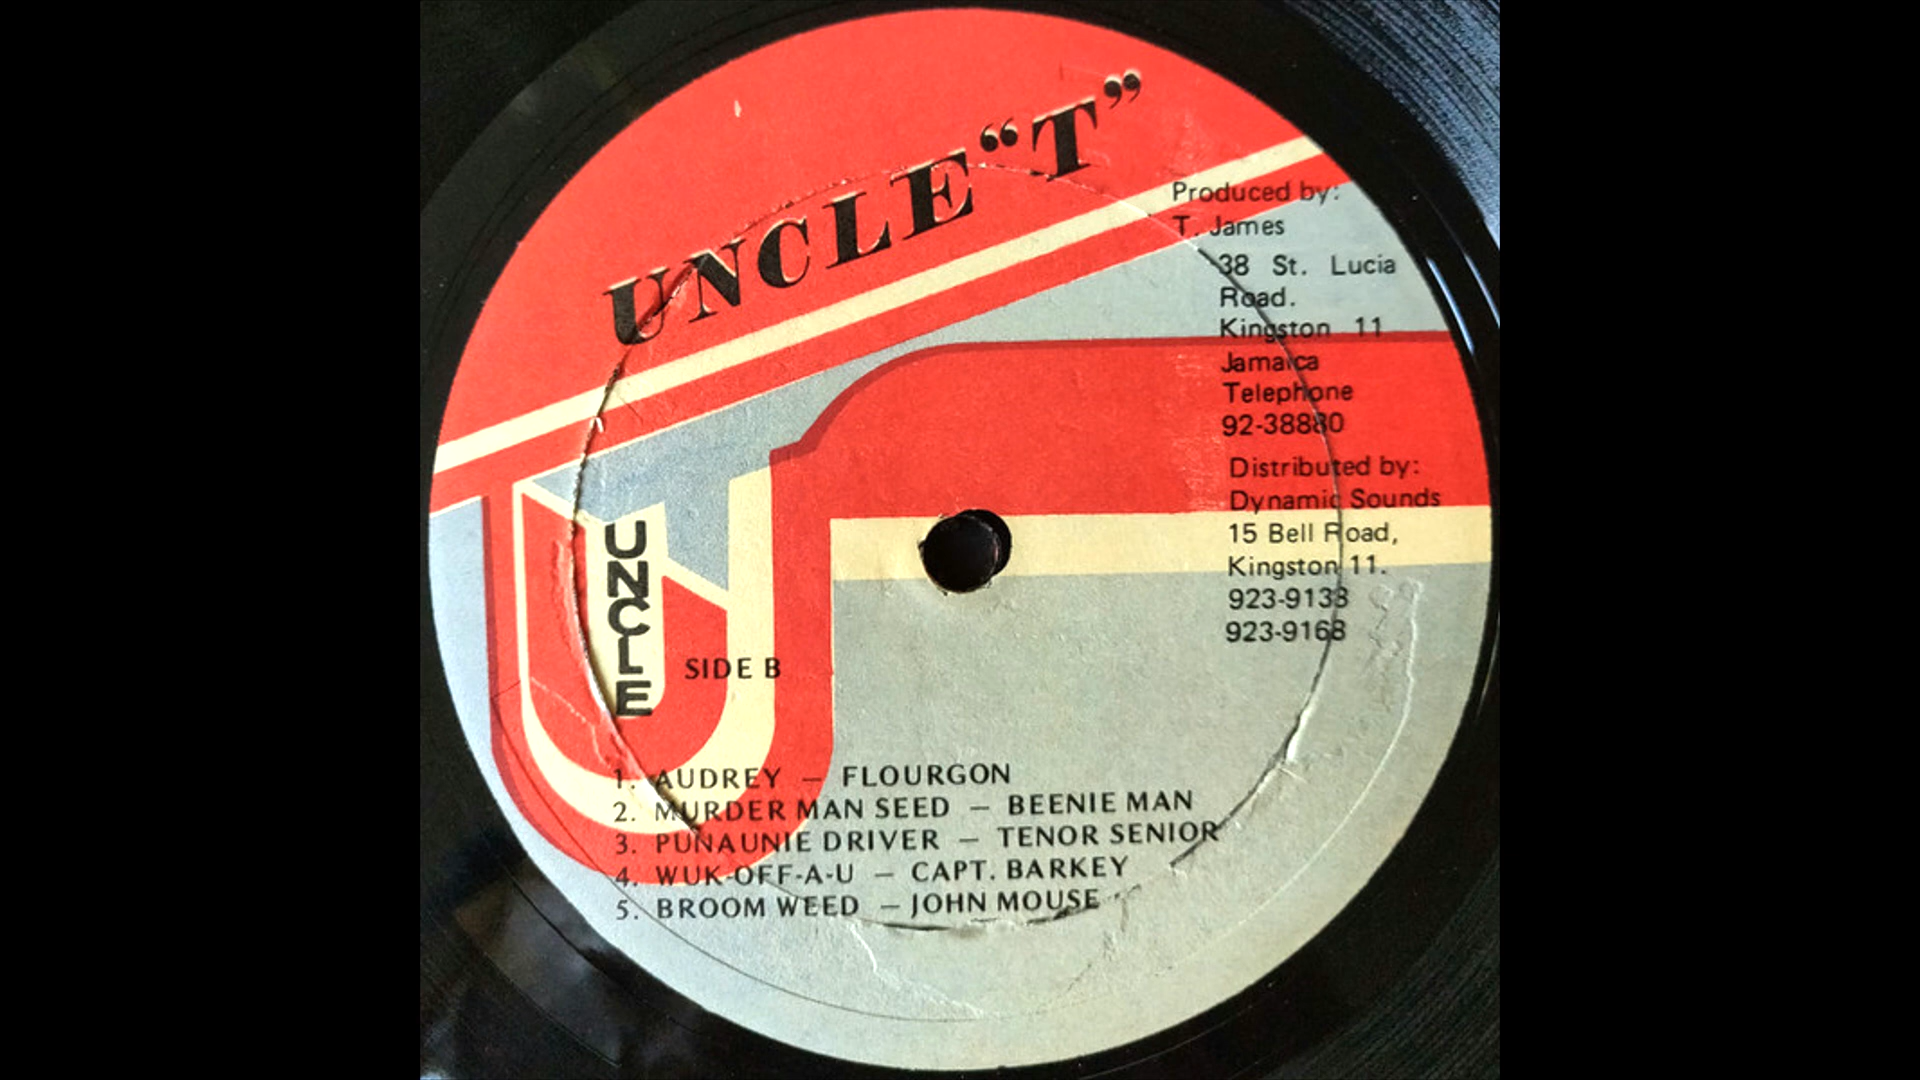 UNCLE “T”
Produced by:
T. James
38 St. Lucia
Road.
Kingston 11
Jamaica
Telephone
92-38880
Distributed by:
Dynamic Sounds
15 Bell Road,
Kingston 11.
923-9138
923-9168
UNCLE
SIDE B
1. AUDREY — FLOURGON
2. MURDER MAN SEED — BEENIE MAN
3. PUNAUNIE DRIVER — TENOR SENIOR
4. WUK-OFF-A-U — CAPT. BARKEY
5. BROOM WEED — JOHN MOUSE